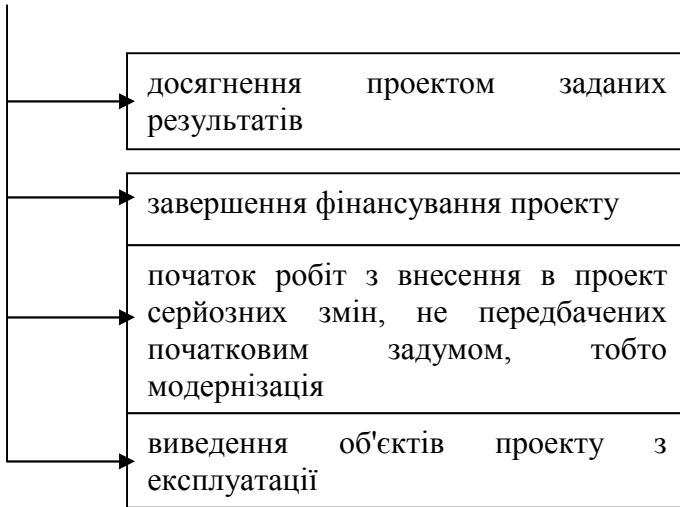 досягнення проектом заданих
результатів
завершення фінансування проекту
початок робіт з внесення в проект
серйозних змін, не передбачених
початковим задумом, тобто
модернізація
виведення об'єктів проекту з
експлуатації